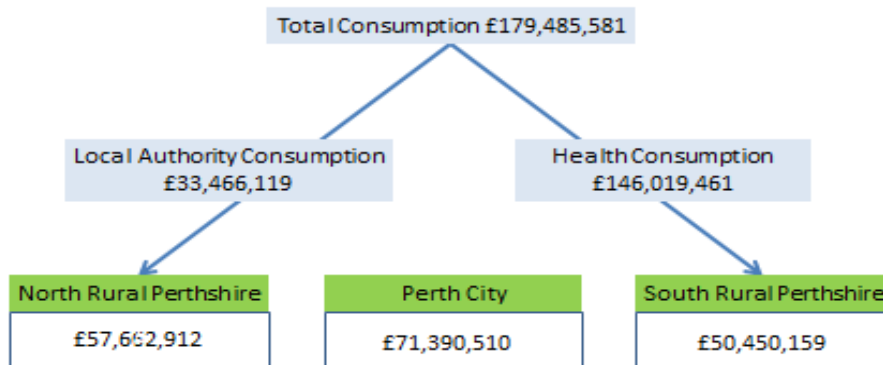 Total Consumption £179,485,581
Local Authority Consumption
£33,466,119
Health Consumption
£146,019,461
North Rural Perthshire
Perth City
South Rural Perthshire
£71,390,510
£50,450,159